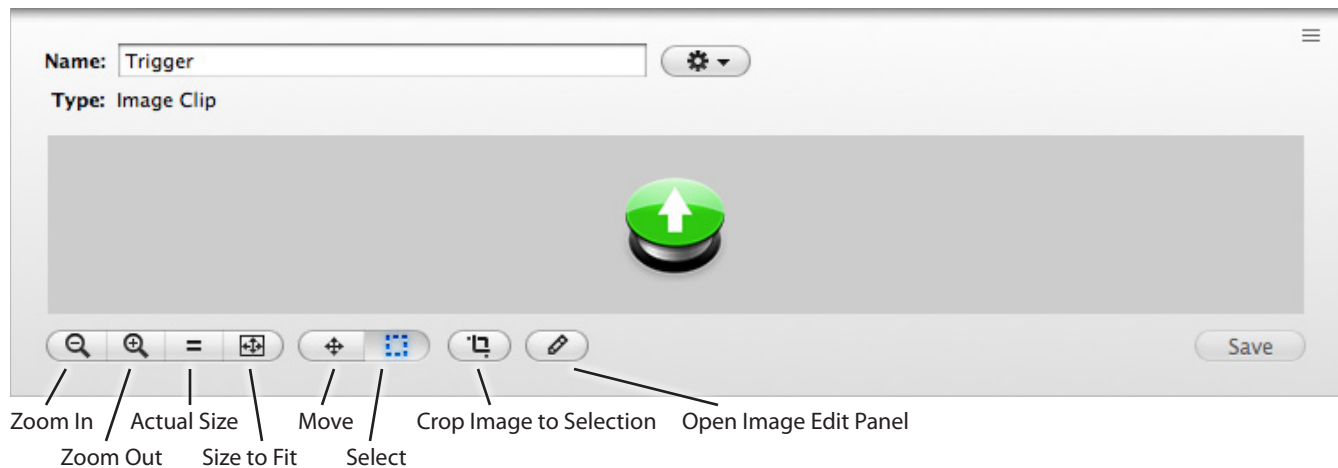 Name: Trigger
Type: Image Clip
Save
Zoom In Actual Size Move Crop Image to Selection Open Image Edit Panel
Zoom Out Size to Fit Select